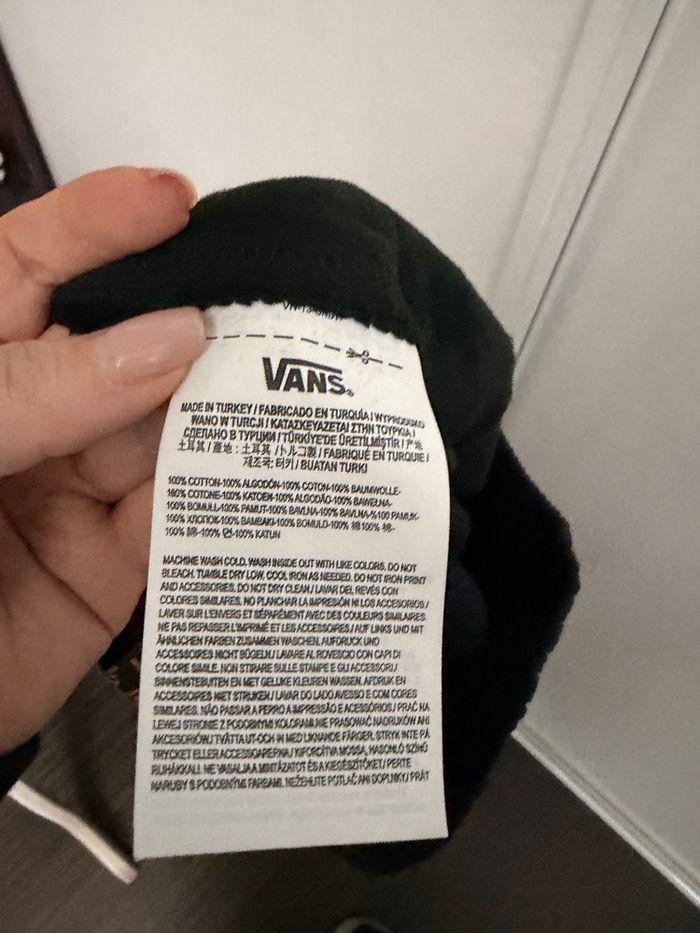 VANS
MADE IN TURKEY / FABRICADO EN TURQUÍA / WYPRODUKO
WANO W TURCJI / ΚΑΤΑΣΚΕΥΑΖΕΤΑΙ ΣΤΗΝ ΤΟΥΡΚΙΑ /
СДЕЛАНО В ТУРЦИИ / TÜRKİYE'DE ÜRETİLMİŞTİR / 产地
土耳其 / 產地 : 土耳其 / トルコ製 / FABRIQUÉ EN TURQUIE /
제조국: 터키 / BUATAN TURKI
100% COTTON-100% ALGODÓN-100% COTON-100% BAUMWOLLE-
100% COTONE-100% KATOEN-100% ALGODÃO-100% BAWEŁNA-
100% BOMULL-100% PAMUT-100% BAVLNA-100% BAVLNA-%100 PAMUK-
100% ХЛОПОК-100% ΒΑΜΒΑΚΙ-100% BOMULD-100% 棉-100% 棉-
100% 綿-100% 면-100% KATUN
MACHINE WASH COLD. WASH INSIDE OUT WITH LIKE COLORS. DO NOT
BLEACH. TUMBLE DRY LOW. COOL IRON AS NEEDED. DO NOT IRON PRINT
AND ACCESSORIES. DO NOT DRY CLEAN / LAVAR DEL REVÉS CON
COLORES SIMILARES. NO PLANCHAR LA IMPRESIÓN NI LOS ACCESORIOS /
LAVER SUR L'ENVERS ET SÉPARÉMENT AVEC DES COULEURS SIMILAIRES.
NE PAS REPASSER L'IMPRIMÉ ET LES ACCESSOIRES / AUF LINKS UND MIT
ÄHNLICHEN FARBEN ZUSAMMEN WASCHEN. AUFDRUCK UND
ACCESSOIRES NICHT BÜGELN / LAVARE AL ROVESCIO CON CAPI DI
COLORE SIMILE. NON STIRARE SULLE STAMPE E GLI ACCESSORI /
BINNENSTEBUITEN EN MET GELIJKE KLEUREN WASSEN. AFDRUK EN
ACCESSOIRES NIET STRIJKEN / LAVAR DO LADO AVESSO E COM CORES
SIMILARES. NÃO PASSAR A FERRO A IMPRESSÃO E ACESSÓRIOS / PRAĆ NA
LEWEJ STRONIE Z PODOBNYMI KOLORAMI. NIE PRASOWAĆ NADRUKÓW ANI
AKCESORIÓW / TVÄTTA UT-OCH IN MED LIKNANDE FÄRGER. STRYK INTE PÅ
TRYCKET ELLER ACCESSOARERNA / KIFORDÍTVA MOSSA, HASONLÓ SZÍNŰ
RUHÁKKAL. NE VASALJA A MINTÁZATOT ÉS A KIEGÉSZÍTŐKET / PERTE
NARUBY S PODOBNÝMI FARBAMI. NEŽEHLITE POTLAČ ANI DOPLNKY / PRÁT